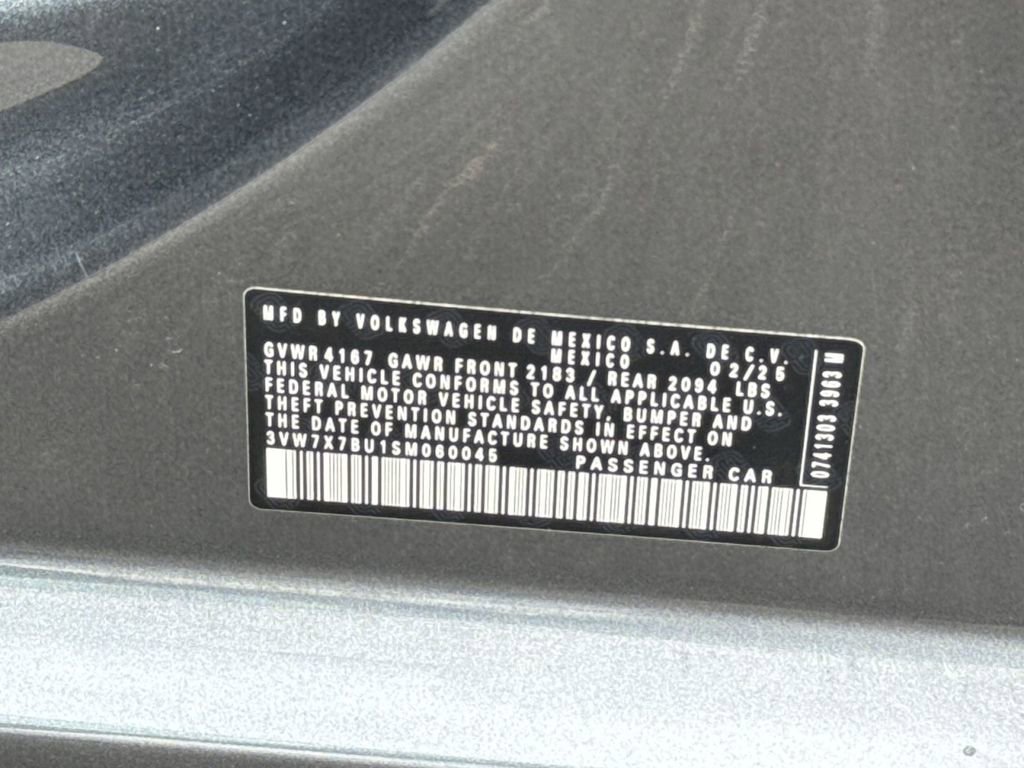 MFD BY VOLKSWAGEN DE MEXICO S.A. DE C.V.
MEXICO 02/25
GVWR 4167 GAWR FRONT 2183 / REAR 2094 LBS
THIS VEHICLE CONFORMS TO ALL APPLICABLE U.S.
FEDERAL MOTOR VEHICLE SAFETY, BUMPER AND
THEFT PREVENTION STANDARDS IN EFFECT ON
THE DATE OF MANUFACTURE SHOWN ABOVE.
3VW7X7BU1SM060045 PASSENGER CAR
0741303 3963 M